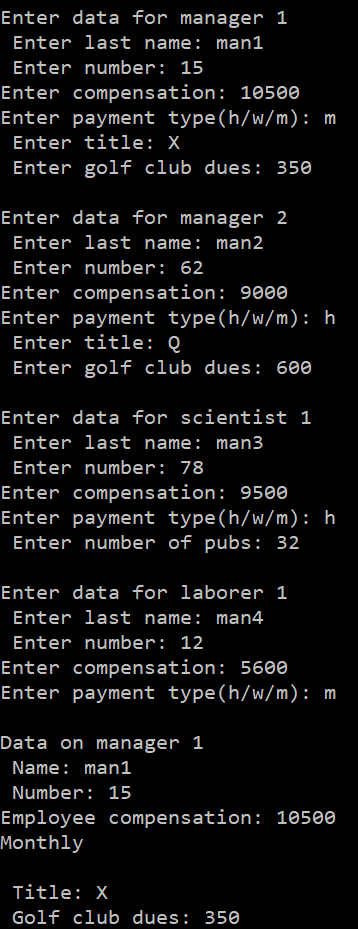 Enter data for manager 1
 Enter last name: man1
 Enter number: 15
Enter compensation: 10500
Enter payment type(h/w/m): m
 Enter title: X
 Enter golf club dues: 350

Enter data for manager 2
 Enter last name: man2
 Enter number: 62
Enter compensation: 9000
Enter payment type(h/w/m): h
 Enter title: Q
 Enter golf club dues: 600

Enter data for scientist 1
 Enter last name: man3
 Enter number: 78
Enter compensation: 9500
Enter payment type(h/w/m): h
 Enter number of pubs: 32

Enter data for laborer 1
 Enter last name: man4
 Enter number: 12
Enter compensation: 5600
Enter payment type(h/w/m): m

Data on manager 1
 Name: man1
 Number: 15
Employee compensation: 10500
Monthly

 Title: X
 Golf club dues: 350